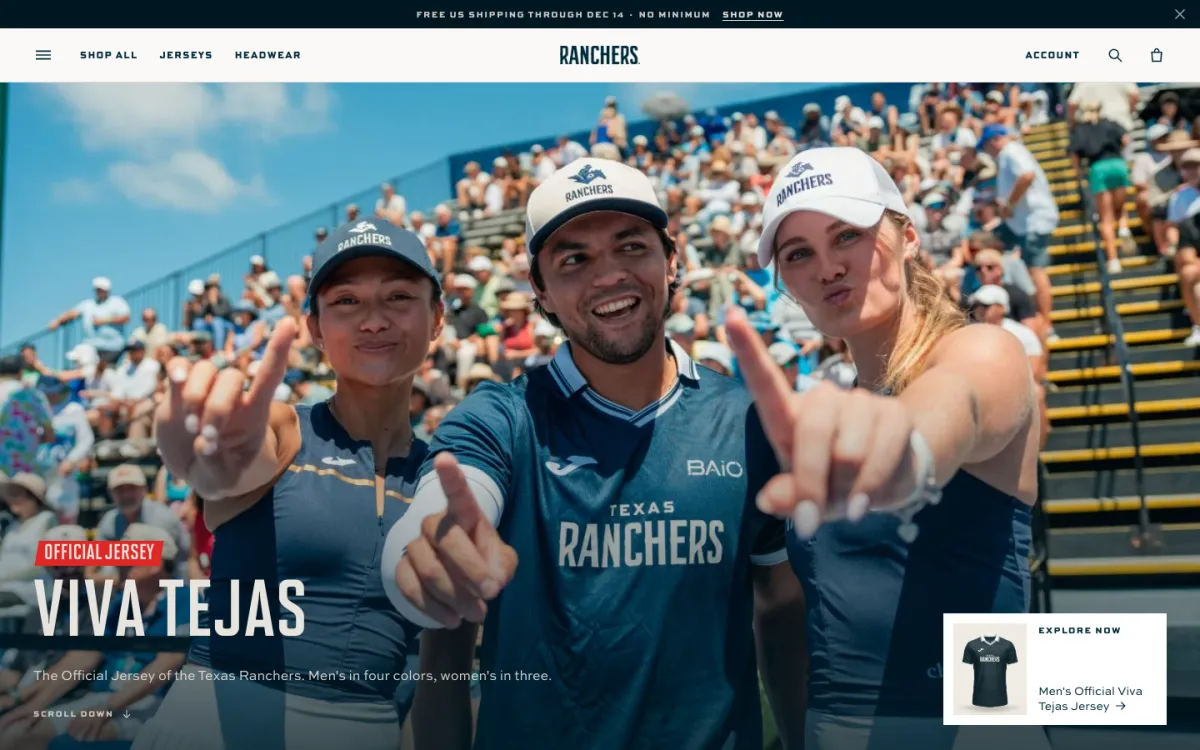 FREE US SHIPPING THROUGH DEC 14 · NO MINIMUM SHOP NOW
SHOP ALL JERSEYS HEADWEAR
RANCHERS
ACCOUNT
RANCHERS
RANCHERS
RANCHERS
BAiO
TEXAS
RANCHERS
OFFICIAL JERSEY
VIVA TEJAS
The Official Jersey of the Texas Ranchers. Men's in four colors, women's in three.
SCROLL DOWN ↓
EXPLORE NOW
RANCHERS
Men's Official Viva
Tejas Jersey →